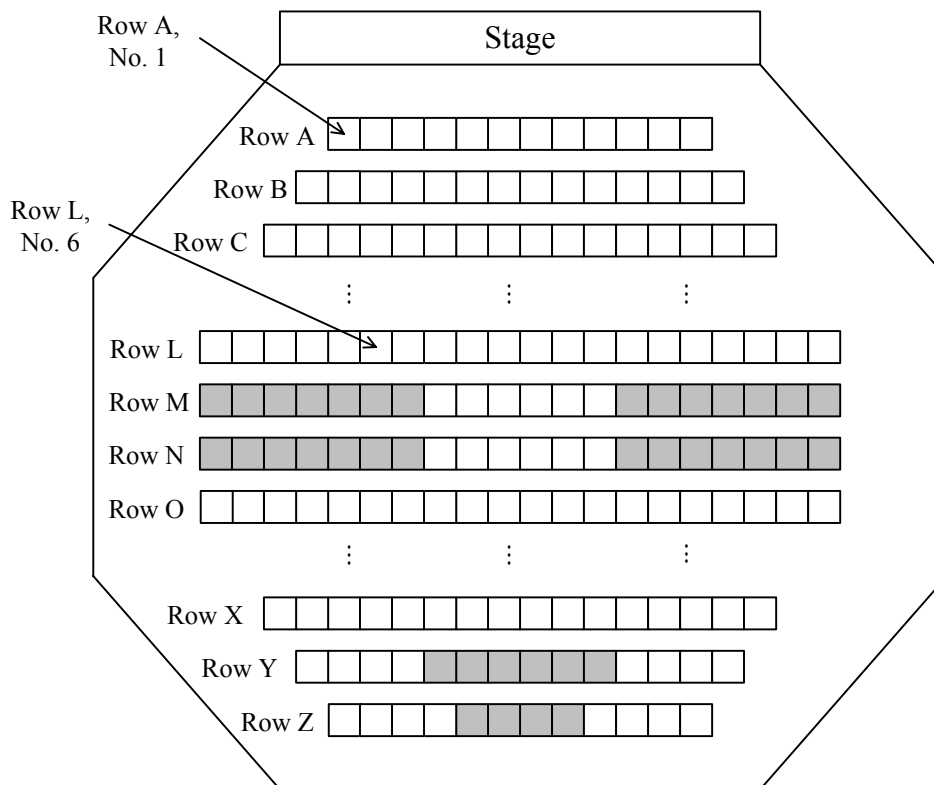 Row A,
No. 1
Stage
Row A
Row B
Row L,
No. 6
Row C
Row L
Row M
Row N
Row O
Row X
Row Y
Row Z